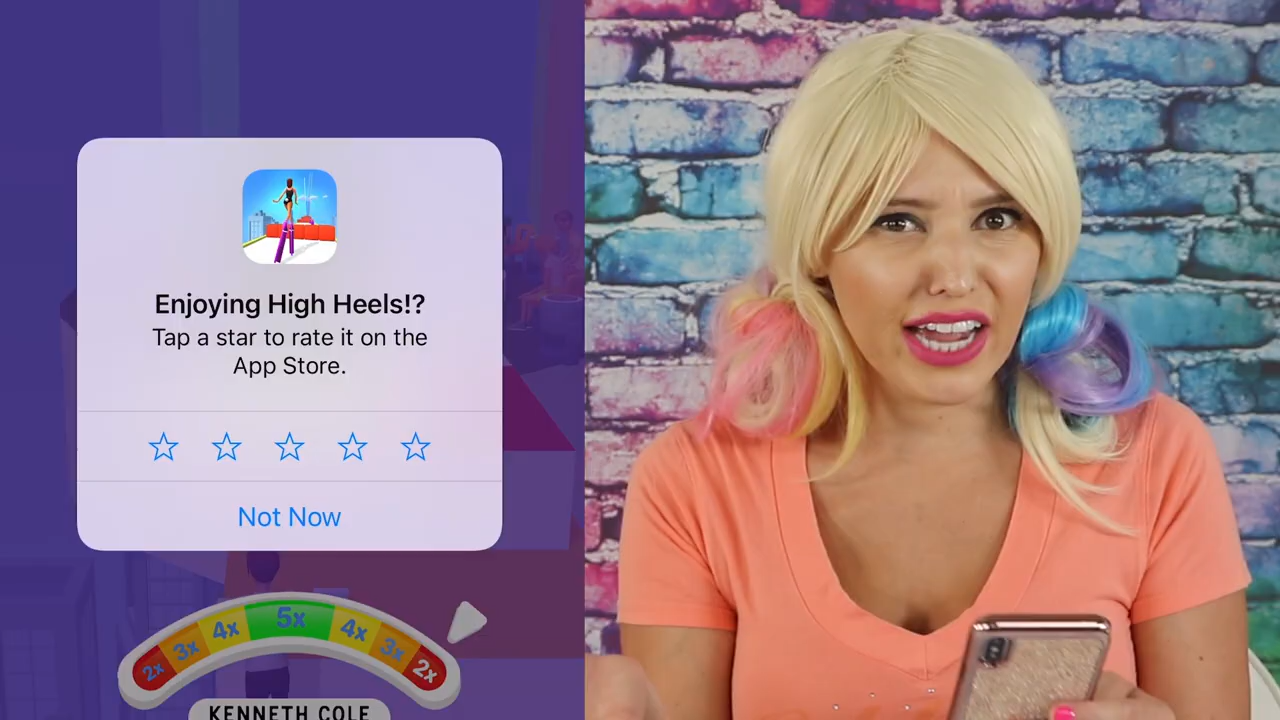 Enjoying High Heels!?
Tap a star to rate it on the
App Store.
Not Now
2x
3x
4x
5x
4x
3x
2x
KENNETH COLE